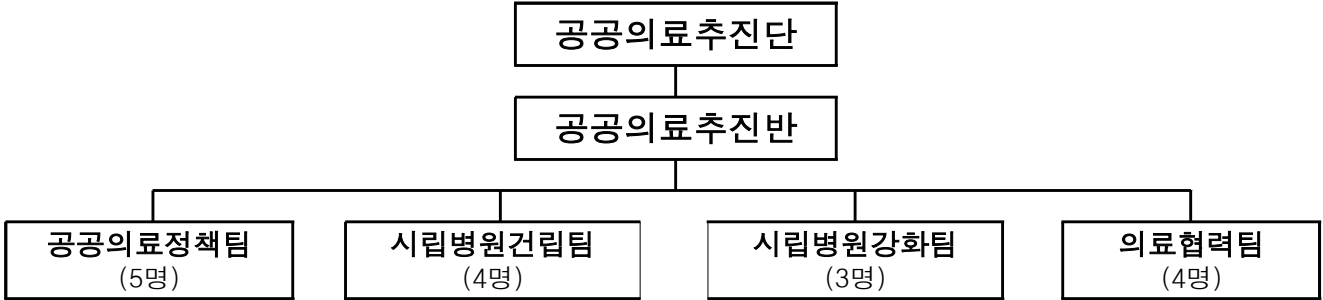 공공의료추진단
공공의료추진반
공공의료정책팀
(5명)
시립병원건립팀
(4명)
시립병원강화팀
(3명)
의료협력팀
(4명)